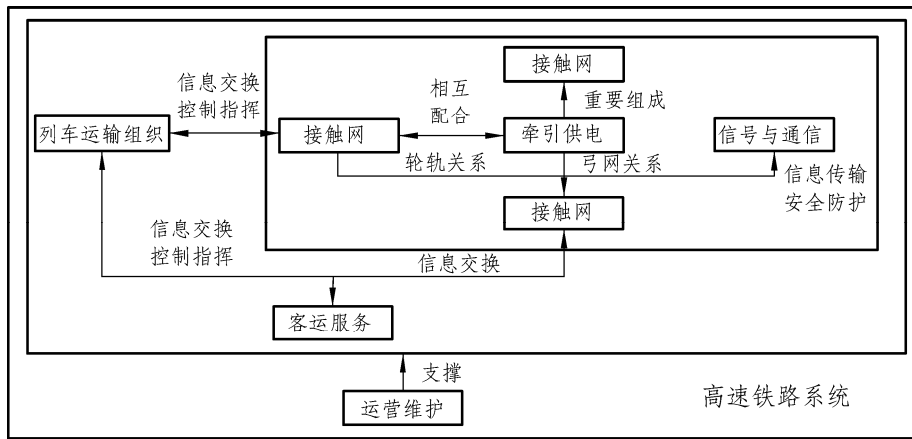 接触网
信息交换
控制指挥
相互
配合
重要组成
列车运输组织
接触网
牵引供电
信号与通信
轮轨关系
弓网关系
信息传输
安全防护
接触网
信息交换
控制指挥
信息交换
客运服务
支撑
高速铁路系统
运营维护